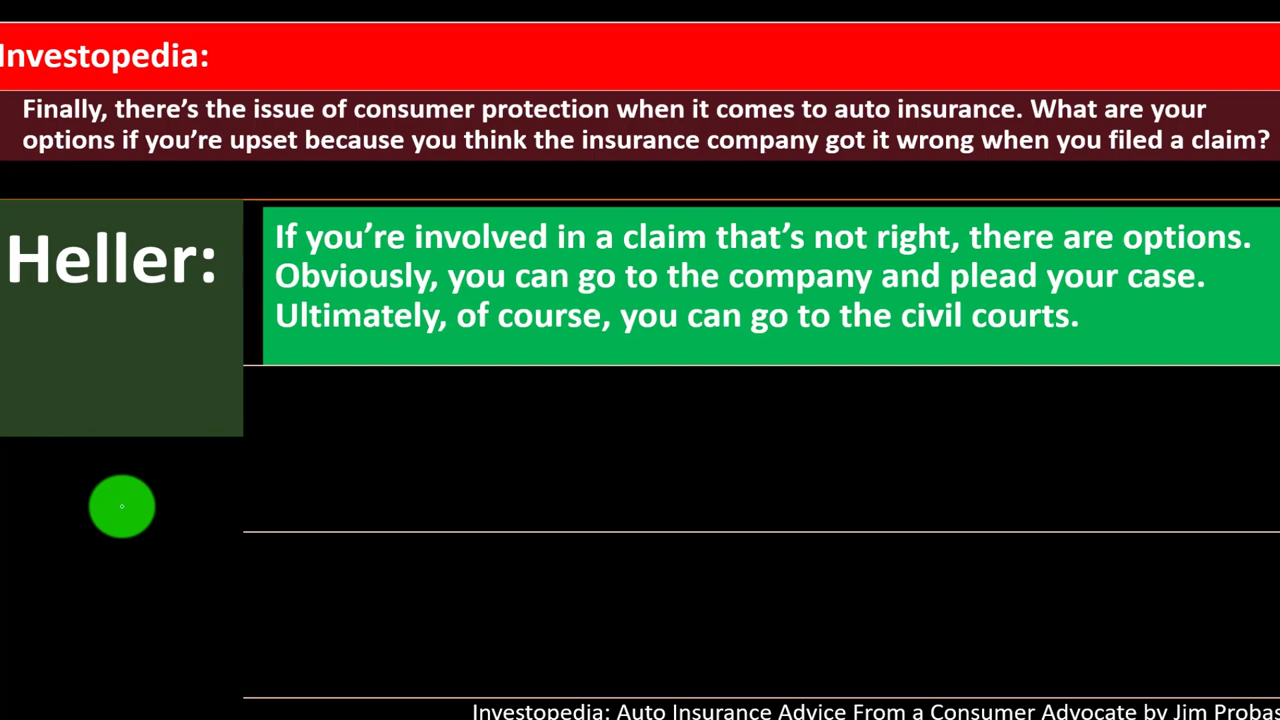 Investopedia:
Finally, there’s the issue of consumer protection when it comes to auto insurance. What are your
options if you’re upset because you think the insurance company got it wrong when you filed a claim?
Heller:
If you’re involved in a claim that’s not right, there are options.
Obviously, you can go to the company and plead your case.
Ultimately, of course, you can go to the civil courts.
Investopedia: Auto Insurance Advice From a Consumer Advocate by Jim Probas